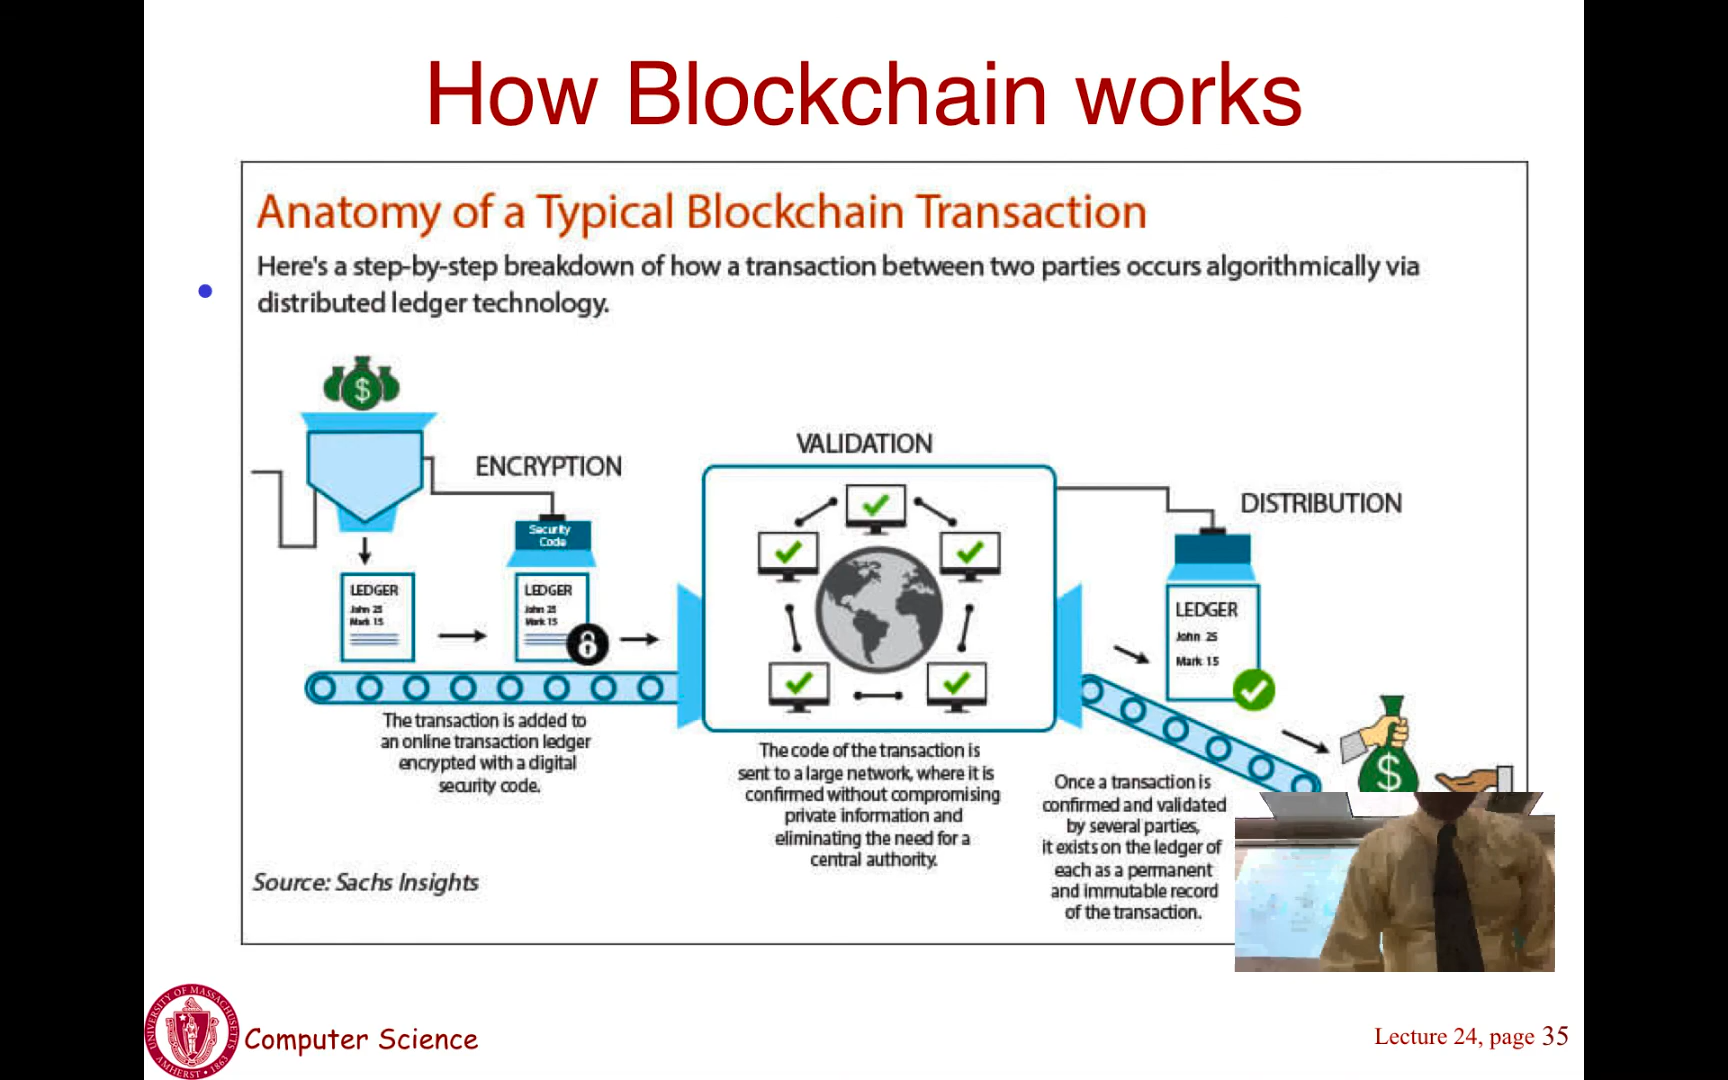 How Blockchain works
Anatomy of a Typical Blockchain Transaction
Here's a step-by-step breakdown of how a transaction between two parties occurs algorithmically via
distributed ledger technology.
$
ENCRYPTION
Security
Code
LEDGER
John 25
Mark 15
LEDGER
John 25
Mark 15
The transaction is added to
an online transaction ledger
encrypted with a digital
security code.
VALIDATION
The code of the transaction is
sent to a large network, where it is
confirmed without compromising
private information and
eliminating the need for a
central authority.
DISTRIBUTION
LEDGER
John 25
Mark 15
$
Once a transaction is
confirmed and validated
by several parties,
it exists on the ledger of
each as a permanent
and immutable record
of the transaction.
Source: Sachs Insights
UNIVERSITY OF MASSACHUSETTS
AMHERST
1863
Computer Science
Lecture 24, page 35